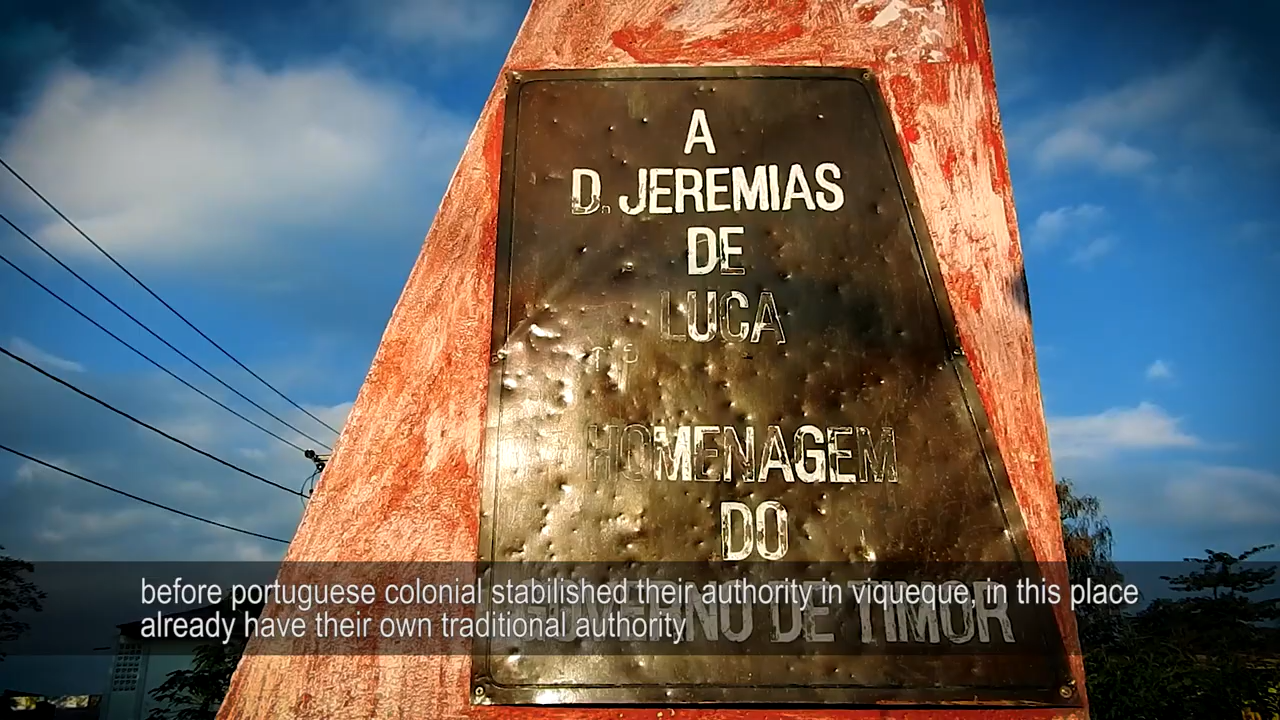 A
D. JEREMIAS
DE
LUCA
HOMENAGEM
DO
GOVERNO DE TIMOR
before portuguese colonial stabilished their authority in viqueque, in this place
already have their own traditional authority